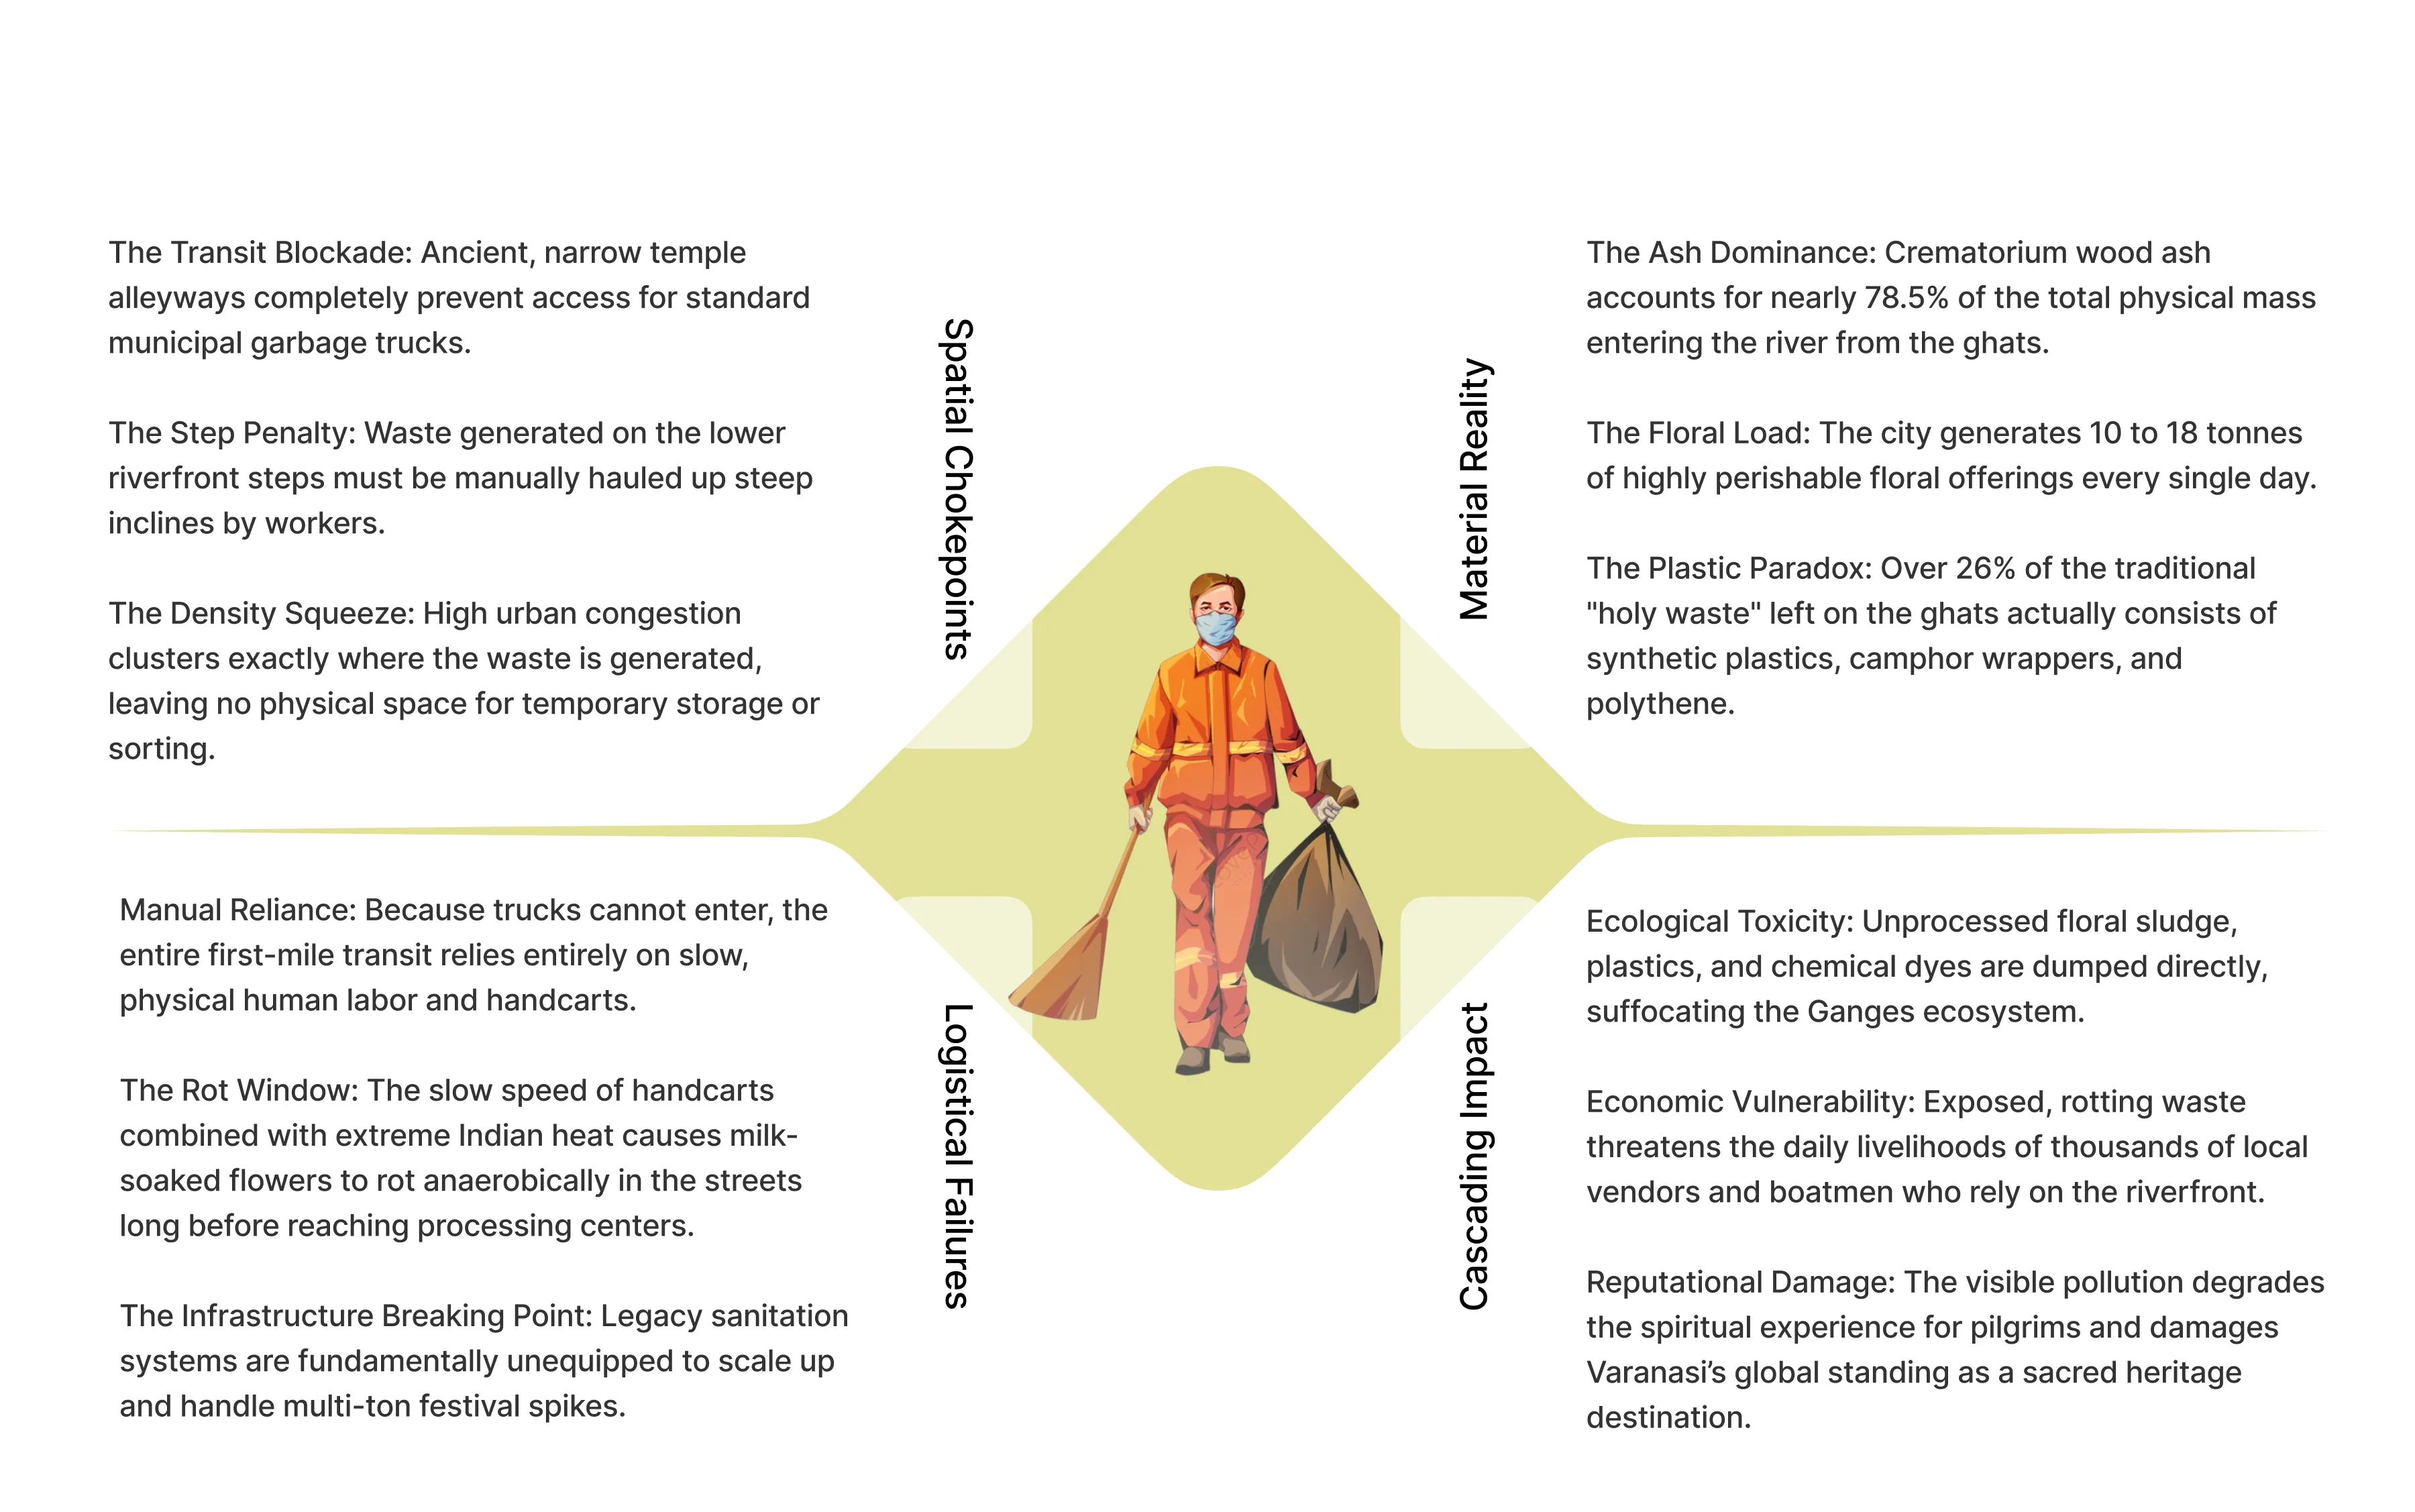 The Transit Blockade: Ancient, narrow temple
alleyways completely prevent access for standard
municipal garbage trucks.
The Step Penalty: Waste generated on the lower
riverfront steps must be manually hauled up steep
inclines by workers.
The Density Squeeze: High urban congestion
clusters exactly where the waste is generated,
leaving no physical space for temporary storage or
sorting.
Spatial Chokepoints
Material Reality
The Ash Dominance: Crematorium wood ash
accounts for nearly 78.5% of the total physical mass
entering the river from the ghats.
The Floral Load: The city generates 10 to 18 tonnes
of highly perishable floral offerings every single day.
The Plastic Paradox: Over 26% of the traditional
"holy waste" left on the ghats actually consists of
synthetic plastics, camphor wrappers, and
polythene.
Manual Reliance: Because trucks cannot enter, the
entire first-mile transit relies entirely on slow,
physical human labor and handcarts.
The Rot Window: The slow speed of handcarts
combined with extreme Indian heat causes milk-
soaked flowers to rot anaerobically in the streets
long before reaching processing centers.
The Infrastructure Breaking Point: Legacy sanitation
systems are fundamentally unequipped to scale up
and handle multi-ton festival spikes.
Logistical Failures
Cascading Impact
Ecological Toxicity: Unprocessed floral sludge,
plastics, and chemical dyes are dumped directly,
suffocating the Ganges ecosystem.
Economic Vulnerability: Exposed, rotting waste
threatens the daily livelihoods of thousands of local
vendors and boatmen who rely on the riverfront.
Reputational Damage: The visible pollution degrades
the spiritual experience for pilgrims and damages
Varanasi’s global standing as a sacred heritage
destination.